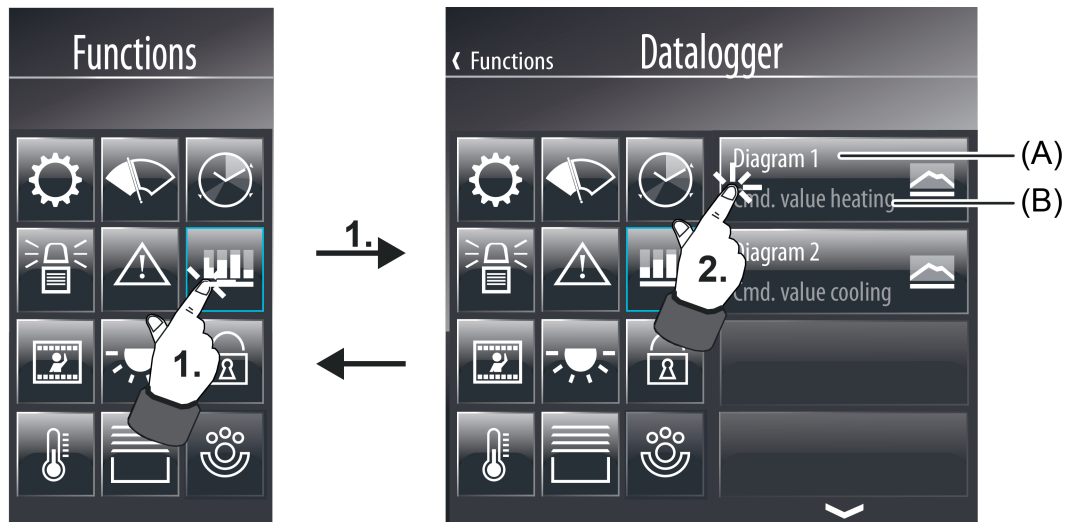 Functions
1.
1.
‹ Functions
Datalogger
Diagram 1
Cmd. value heating
Diagram 2
Cmd. value cooling
2.
(A)
(B)